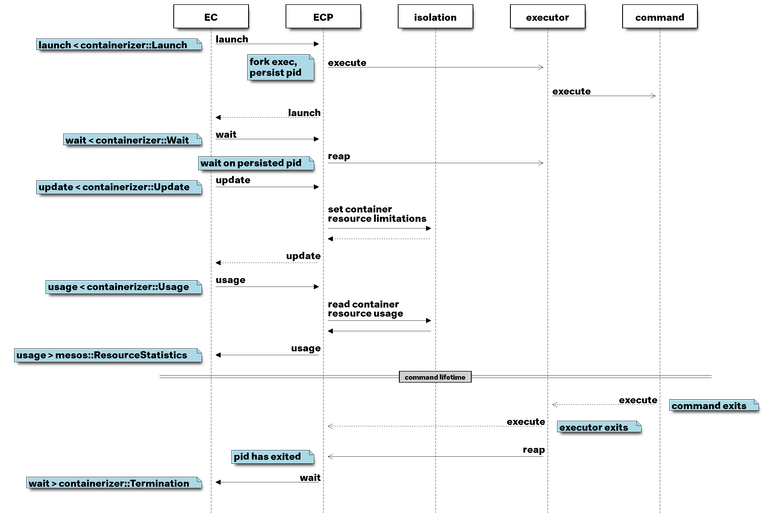 EC
ECP
isolation
executor
command
launch < containerizer::Launch
launch
fork exec,
persist pid
execute
execute
launch
wait < containerizer::Wait
wait
wait on persisted pid
reap
update < containerizer::Update
update
set container
resource limitations
update
usage < containerizer::Usage
usage
read container
resource usage
usage > mesos::ResourceStatistics
usage
command lifetime
execute
command exits
execute
executor exits
pid has exited
reap
wait > containerizer::Termination
wait